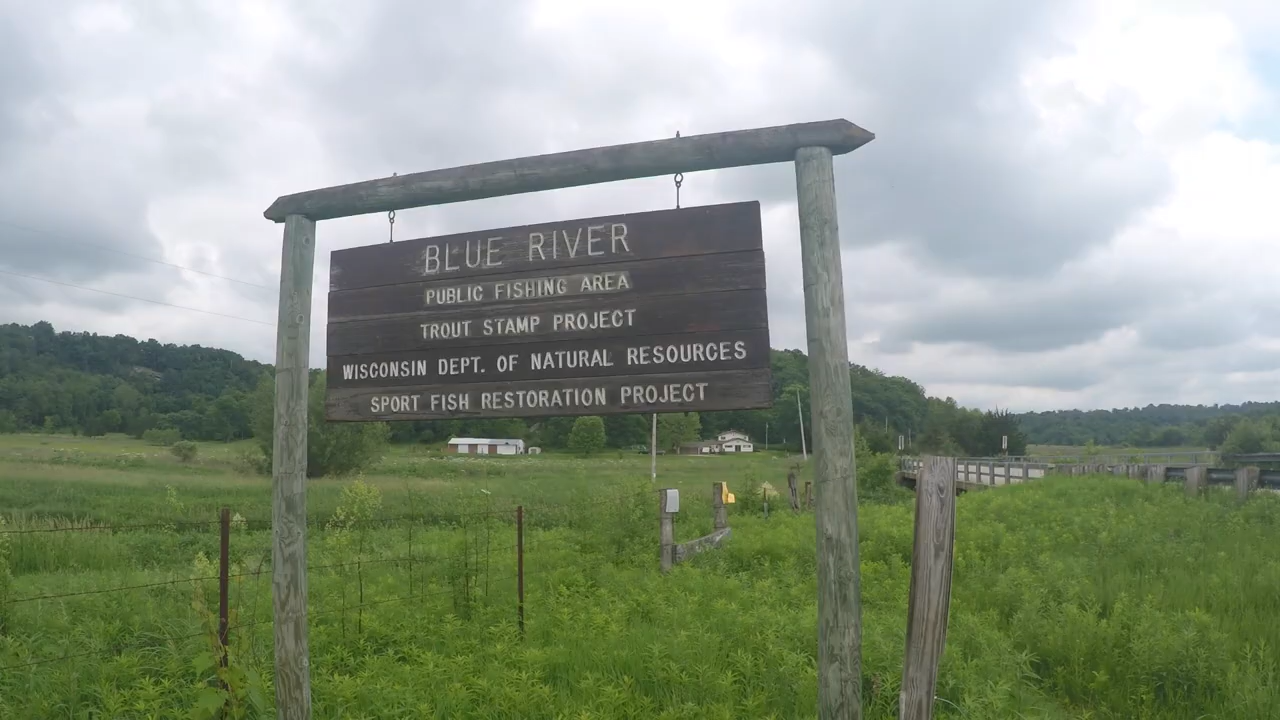 BLUE RIVER
PUBLIC FISHING AREA
TROUT STAMP PROJECT
WISCONSIN DEPT. OF NATURAL RESOURCES
SPORT FISH RESTORATION PROJECT